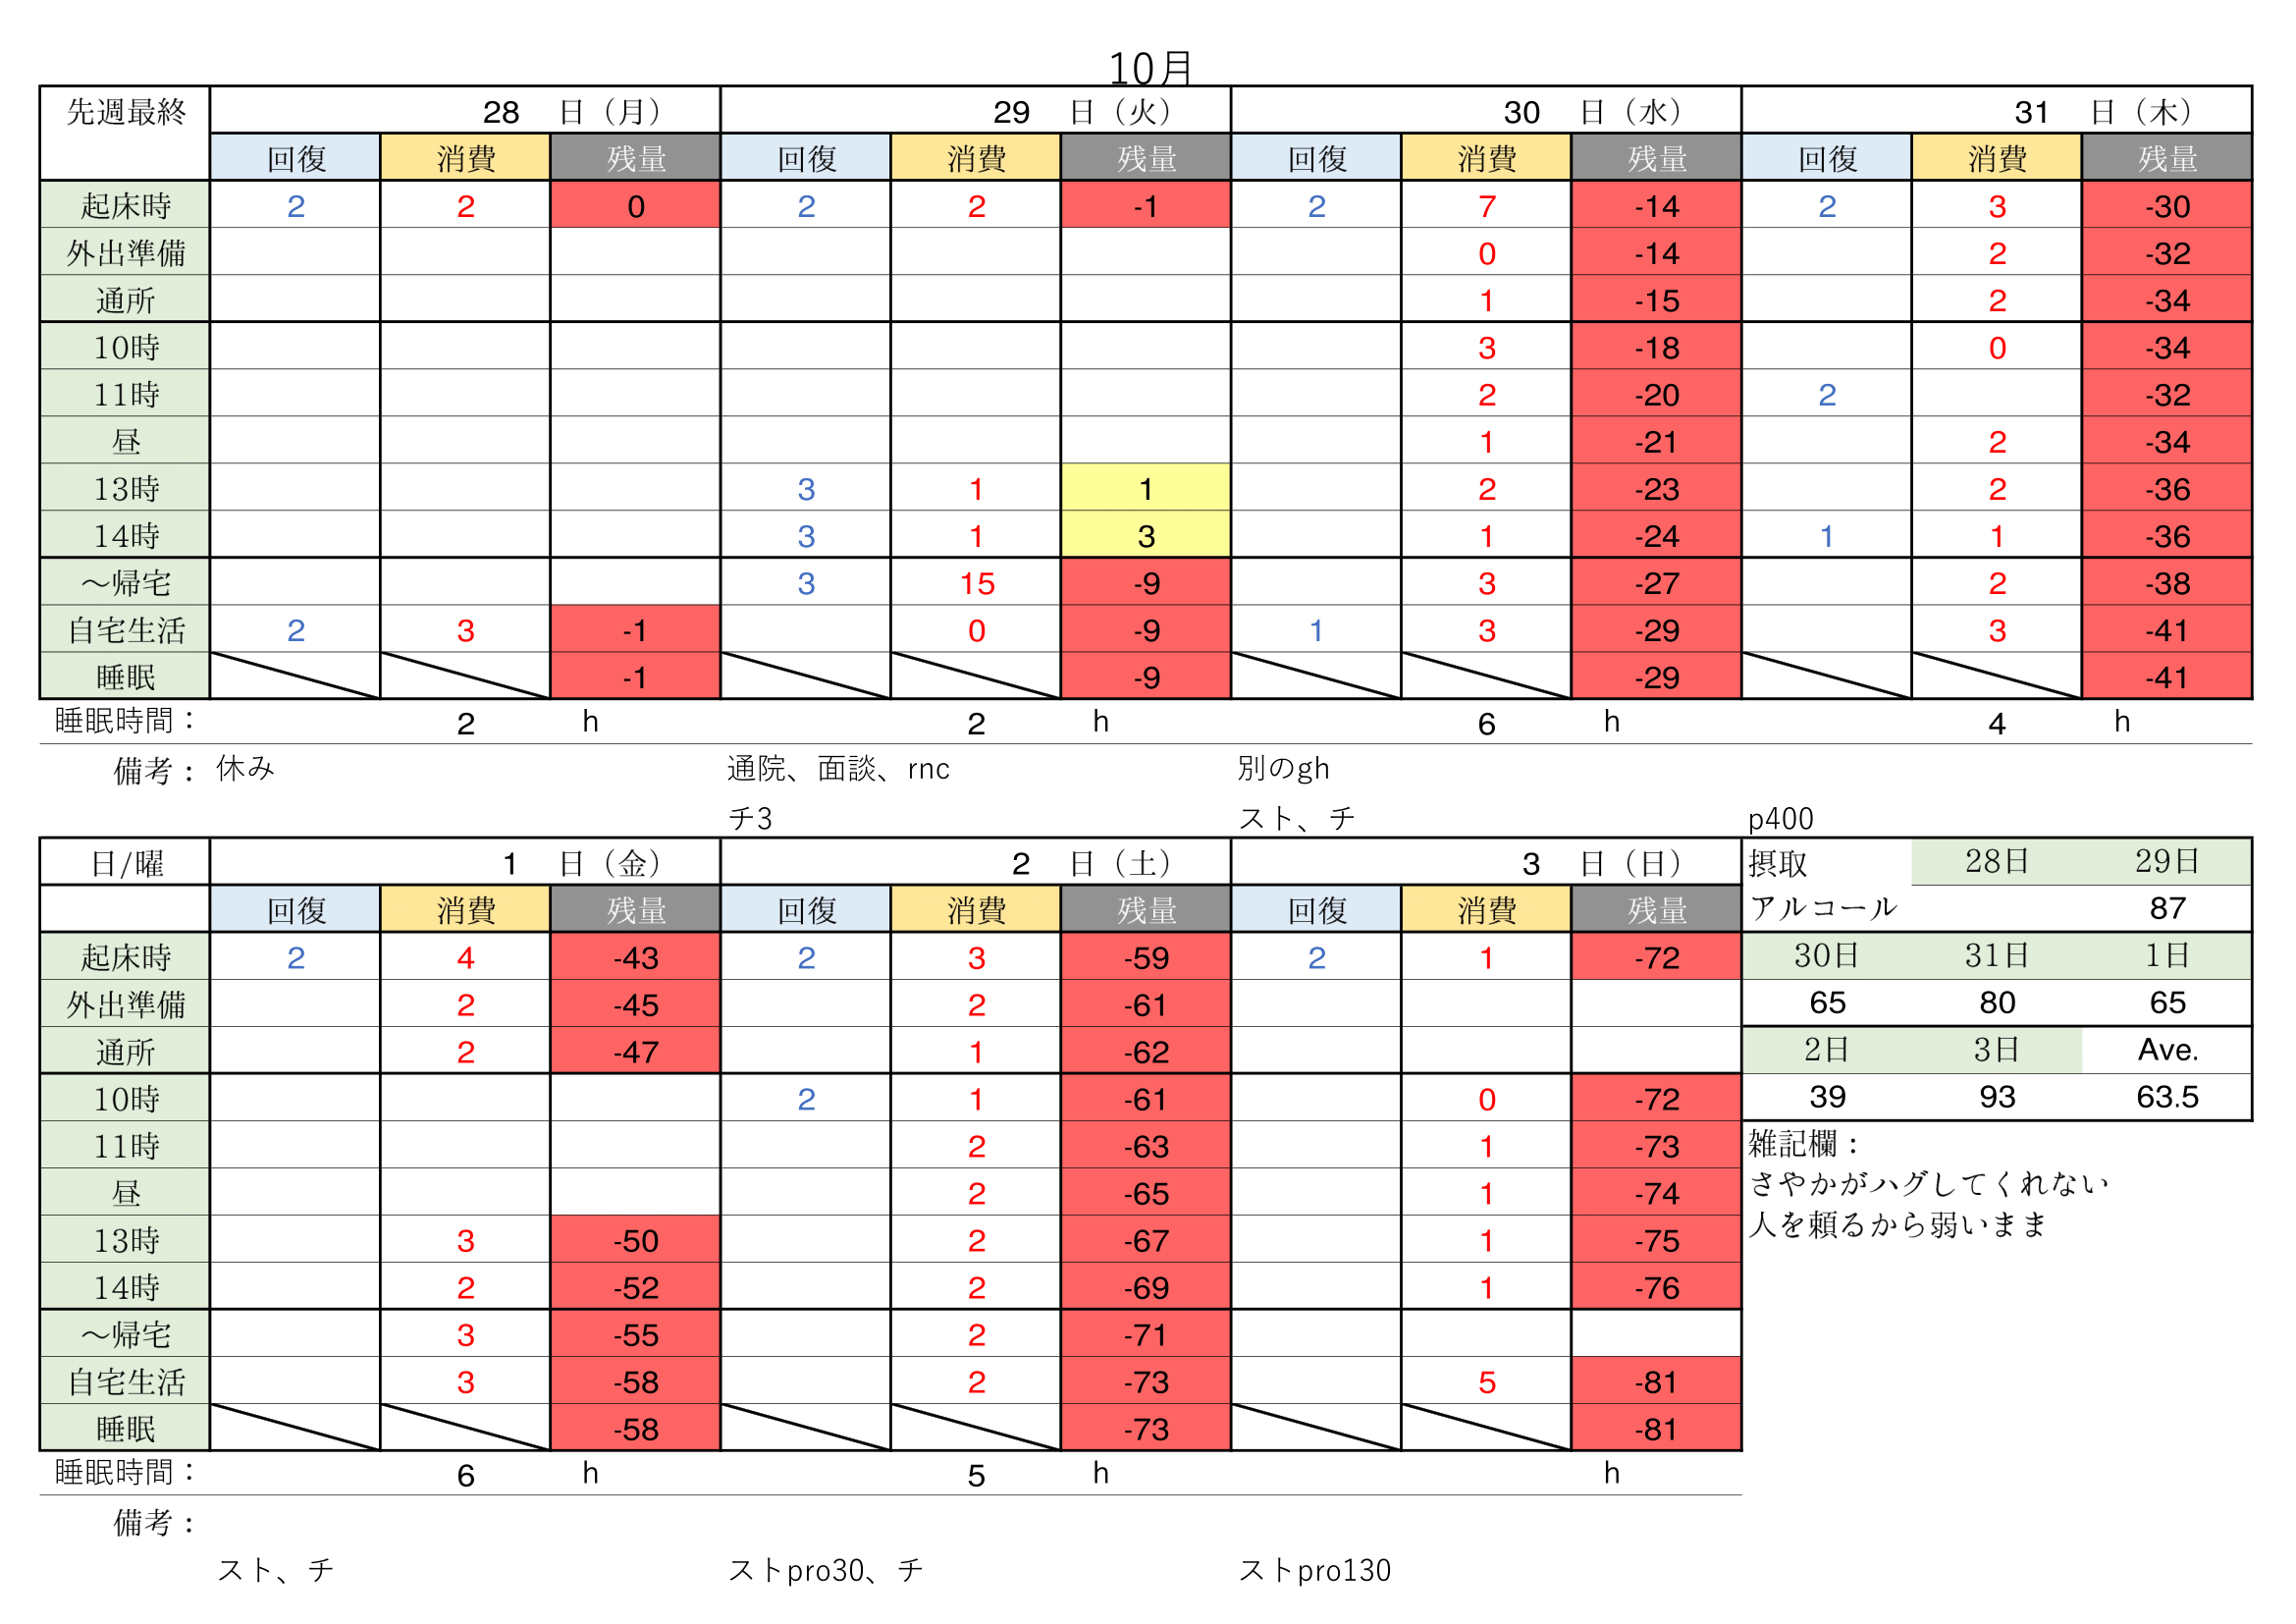 10月
先週最終 28 日（月） 29 日（火） 30 日（水） 31 日（木）
回復 消費 残量 回復 消費 残量 回復 消費 残量 回復 消費 残量
起床時 2 2 0 2 2 -1 2 7 -14 2 3 -30
外出準備 0 -14 2 -32
通所 1 -15 2 -34
10時 3 -18 0 -34
11時 2 -20 2 -32
昼 1 -21 2 -34
13時 3 1 1 2 -23 2 -36
14時 3 1 3 1 -24 1 1 -36
～帰宅 3 15 -9 3 -27 2 -38
自宅生活 2 3 -1 0 -9 1 3 -29 3 -41
睡眠 -1 -9 -29 -41
睡眠時間： 2 h 2 h 6 h 4 h
備考： 休み 通院、面談、rnc 別のgh
チ3 スト、チ p400
日/曜 1 日（金） 2 日（土） 3 日（日） 摂取 28日 29日
回復 消費 残量 回復 消費 残量 回復 消費 残量 アルコール 87
起床時 2 4 -43 2 3 -59 2 1 -72 30日 31日 1日
外出準備 2 -45 2 -61 65 80 65
通所 2 -47 1 -62 2日 3日 Ave.
10時 2 1 -61 0 -72 39 93 63.5
11時 2 -63 1 -73 雑記欄：
昼 2 -65 1 -74 さやかがハグしてくれない
13時 3 -50 2 -67 1 -75 人を頼るから弱いまま
14時 2 -52 2 -69 1 -76
～帰宅 3 -55 2 -71
自宅生活 3 -58 2 -73 5 -81
睡眠 -58 -73 -81
睡眠時間： 6 h 5 h h
備考：
スト、チ ストpro30、チ ストpro130